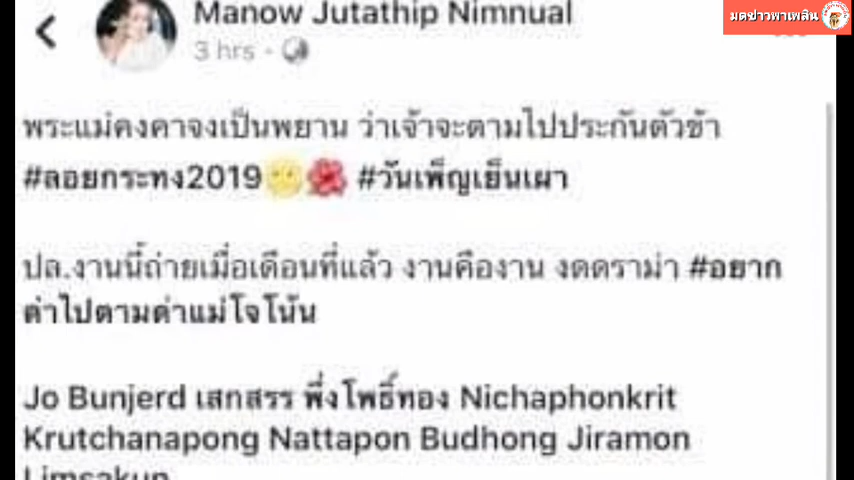 Manow Jutathip Nimnual
มดข่าวพาเพลิน
3 hrs
พระแม่คงคาจงเป็นพยาน ว่าเจ้าจะตามไปประกันตัวข้า
#ลอยกระทง2019🌝🌺 #วันเพ็ญเย็นเผา
ปล.งานนี้ถ่ายเมื่อเดือนที่แล้ว งานคืองาน งดดราม่า #อยาก
ด่าไปตามด่าแม่โจโน้น
Jo Bunjerd เสกสรร พึ่งโพธิ์ทอง Nichaphonkrit
Krutchanapong Nattapon Budhong Jiramon
Limsakun